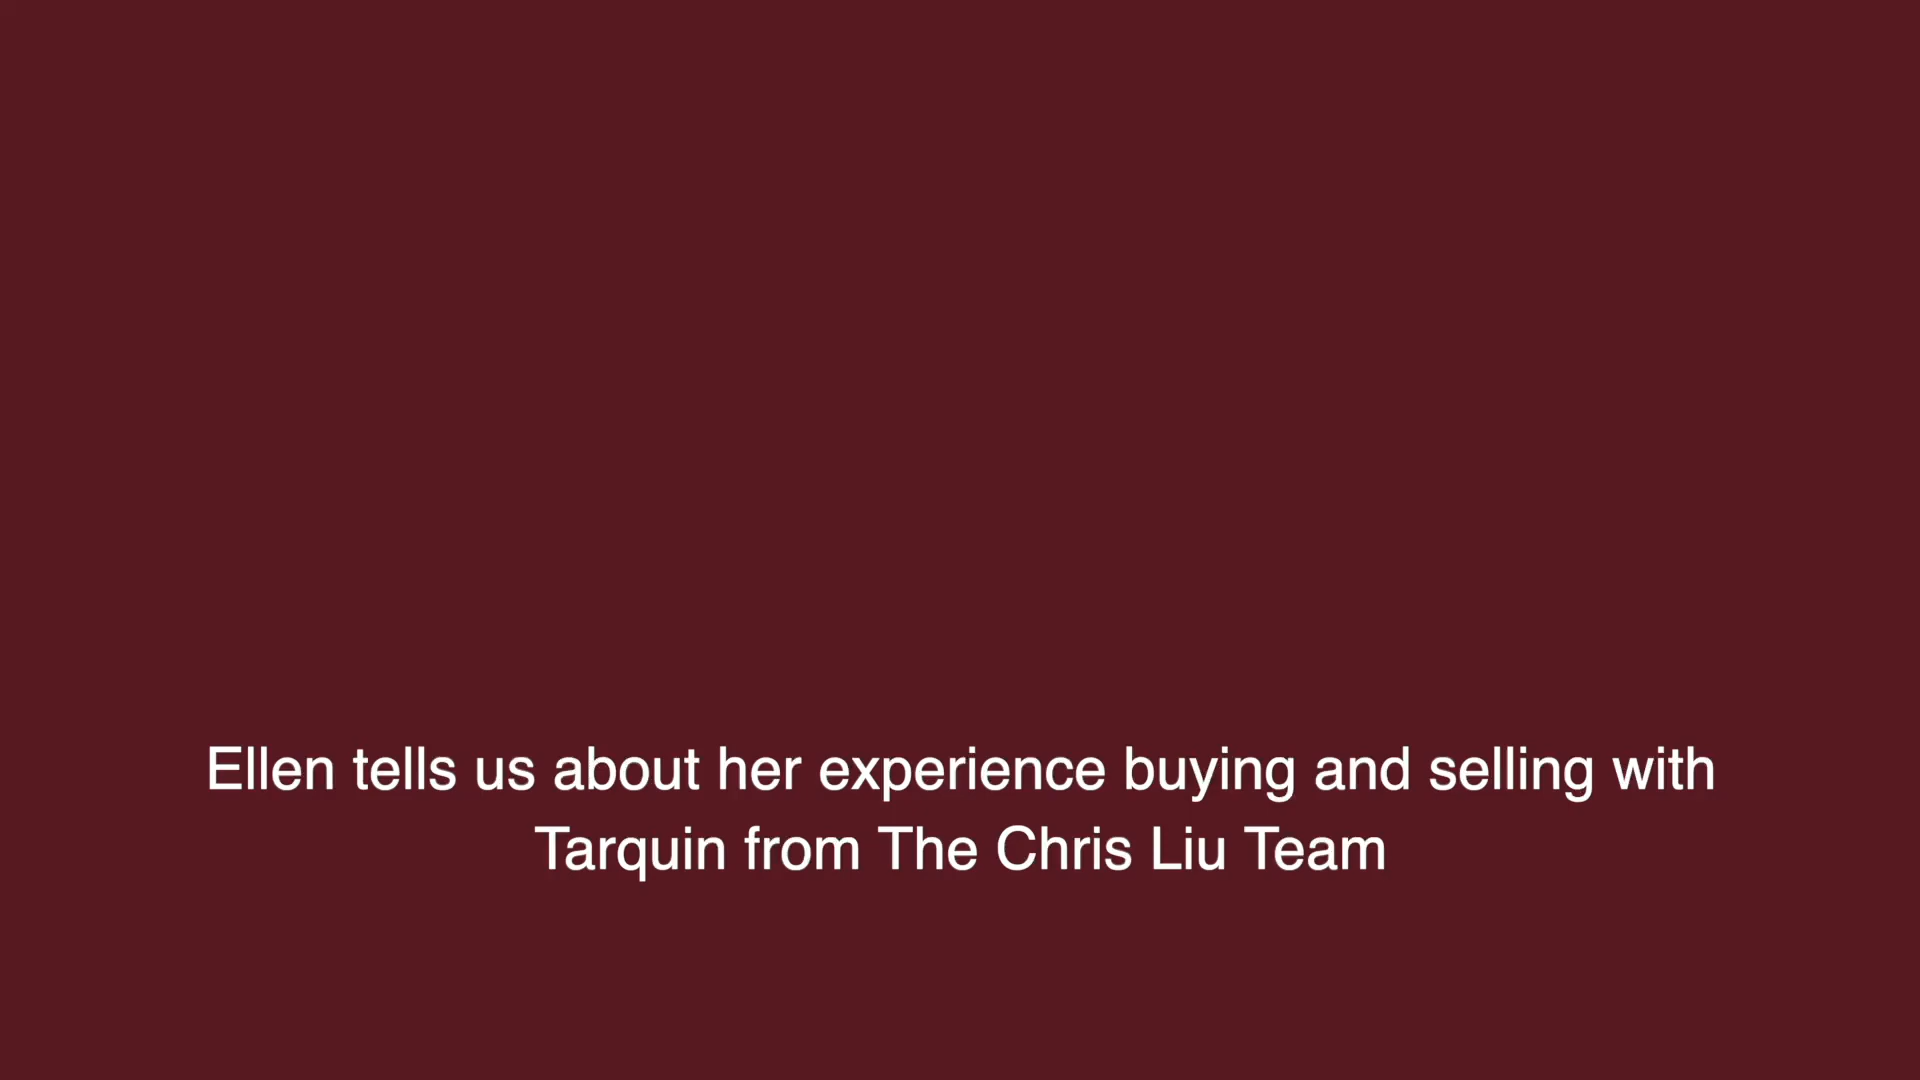 Ellen tells us about her experience buying and selling with
Tarquin from The Chris Liu Team